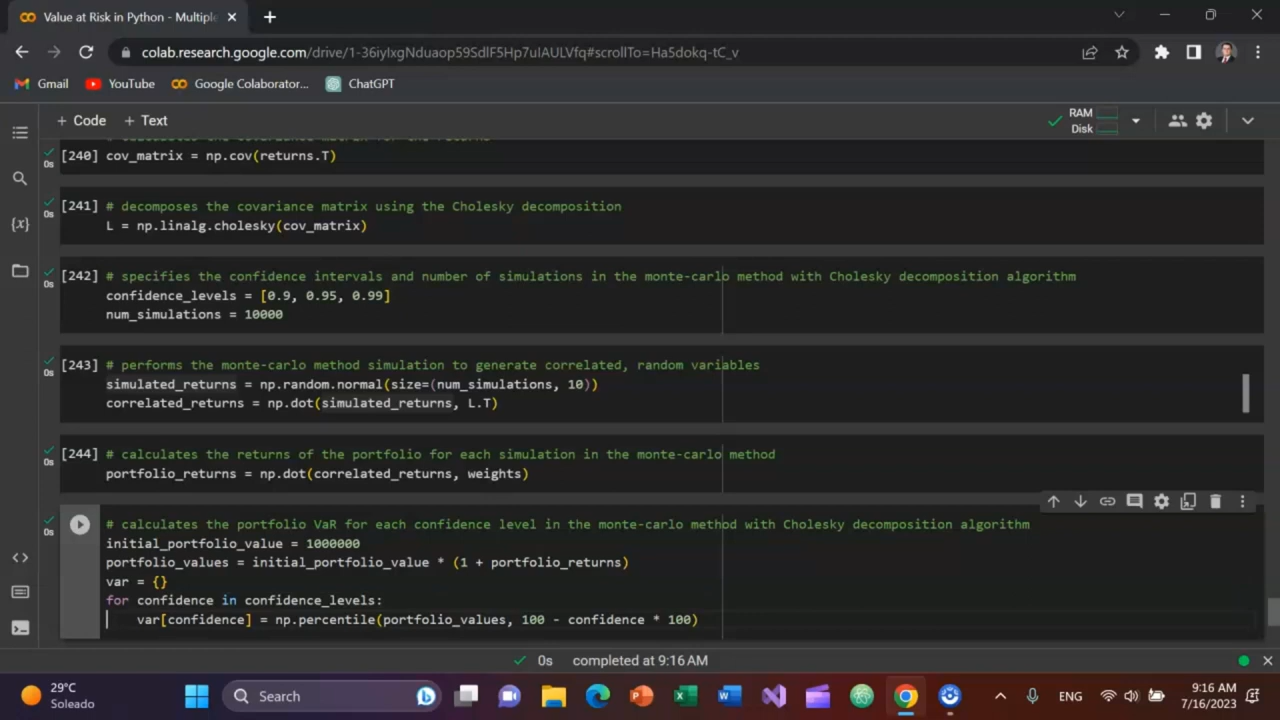 Value at Risk in Python - Multiple
colab.research.google.com/drive/1-36iyIxgNduaop59SdlF5Hp7uIAULVfq#scrollTo=Ha5dokq-tC_v
Gmail YouTube Google Colaborator... ChatGPT
+ Code + Text
RAM
Disk
[240] cov_matrix = np.cov(returns.T)
0s
[241] # decomposes the covariance matrix using the Cholesky decomposition
0s
L = np.linalg.cholesky(cov_matrix)
[242] # specifies the confidence intervals and number of simulations in the monte-carlo method with Cholesky decomposition algorithm
0s
confidence_levels = [0.9, 0.95, 0.99]
num_simulations = 10000
[243] # performs the monte-carlo method simulation to generate correlated, random variables
0s
simulated_returns = np.random.normal(size=(num_simulations, 10))
correlated_returns = np.dot(simulated_returns, L.T)
[244] # calculates the returns of the portfolio for each simulation in the monte-carlo method
0s
portfolio_returns = np.dot(correlated_returns, weights)
# calculates the portfolio VaR for each confidence level in the monte-carlo method with Cholesky decomposition algorithm
0s
initial_portfolio_value = 1000000
portfolio_values = initial_portfolio_value * (1 + portfolio_returns)
var = {}
for confidence in confidence_levels:
var[confidence] = np.percentile(portfolio_values, 100 - confidence * 100)
0s completed at 9:16 AM
29°C
Soleado
Search
ENG
9:16 AM
7/16/2023